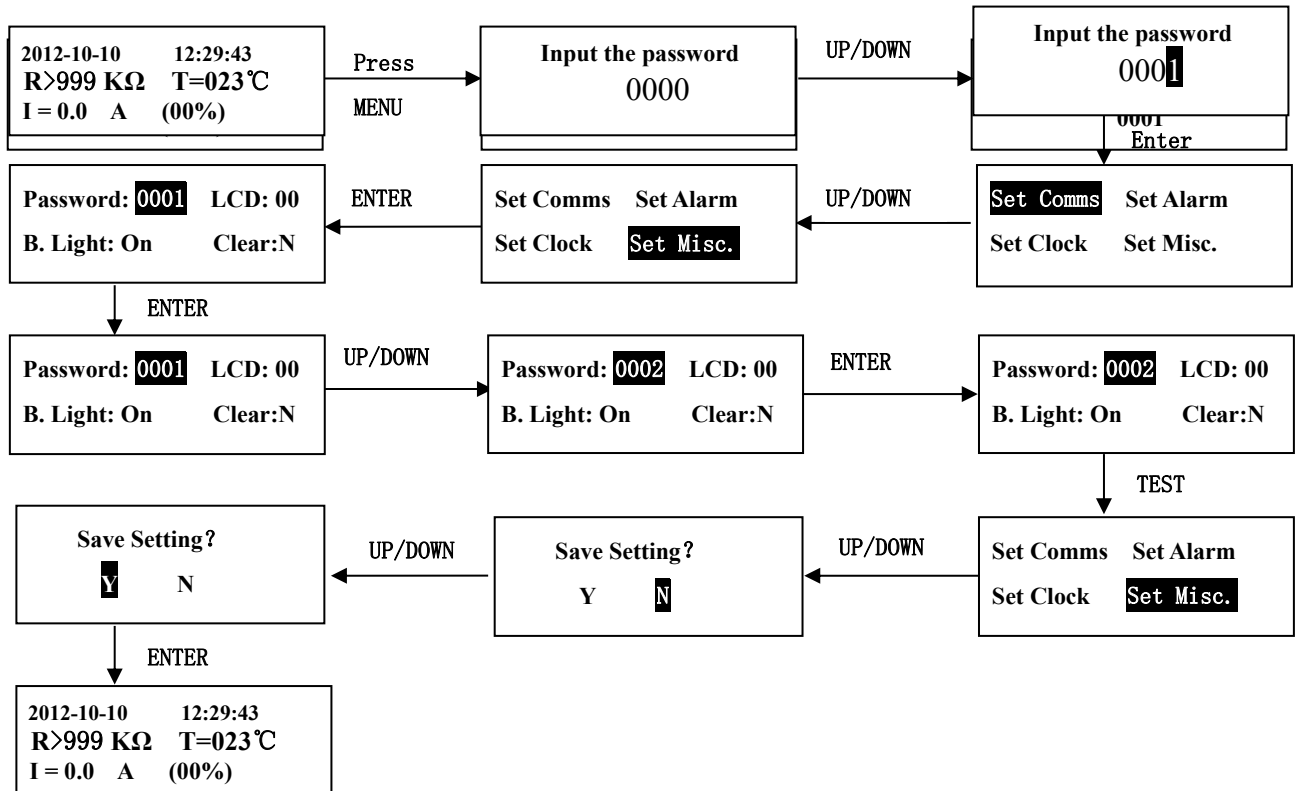 2012-10-10 12:29:43
R>999 KΩ T=023℃
I = 0.0 A (00%)
Press
MENU
Input the password
0000
UP/DOWN
Input the password
0001
0001
Enter
Set Comms Set Alarm
Set Clock Set Misc.
UP/DOWN
Set Comms Set Alarm
Set Clock Set Misc.
ENTER
Password: 0001 LCD: 00
B. Light: On Clear:N
ENTER
Password: 0001 LCD: 00
B. Light: On Clear:N
UP/DOWN
Password: 0002 LCD: 00
B. Light: On Clear:N
ENTER
Password: 0002 LCD: 00
B. Light: On Clear:N
TEST
Set Comms Set Alarm
Set Clock Set Misc.
UP/DOWN
Save Setting?
Y N
UP/DOWN
Save Setting?
Y N
ENTER
2012-10-10 12:29:43
R>999 KΩ T=023℃
I = 0.0 A (00%)